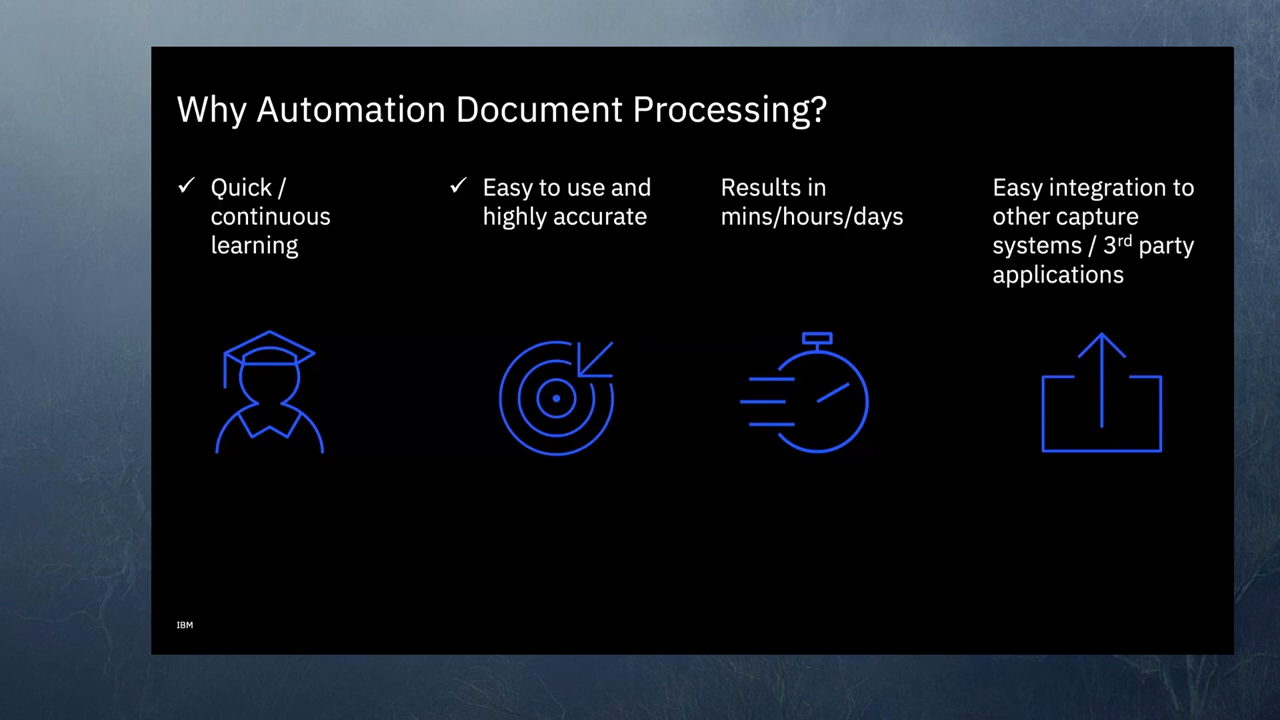 Why Automation Document Processing?
✓ Quick /
continuous
learning
✓ Easy to use and
highly accurate
Results in
mins/hours/days
Easy integration to
other capture
systems / 3rd party
applications
IBM